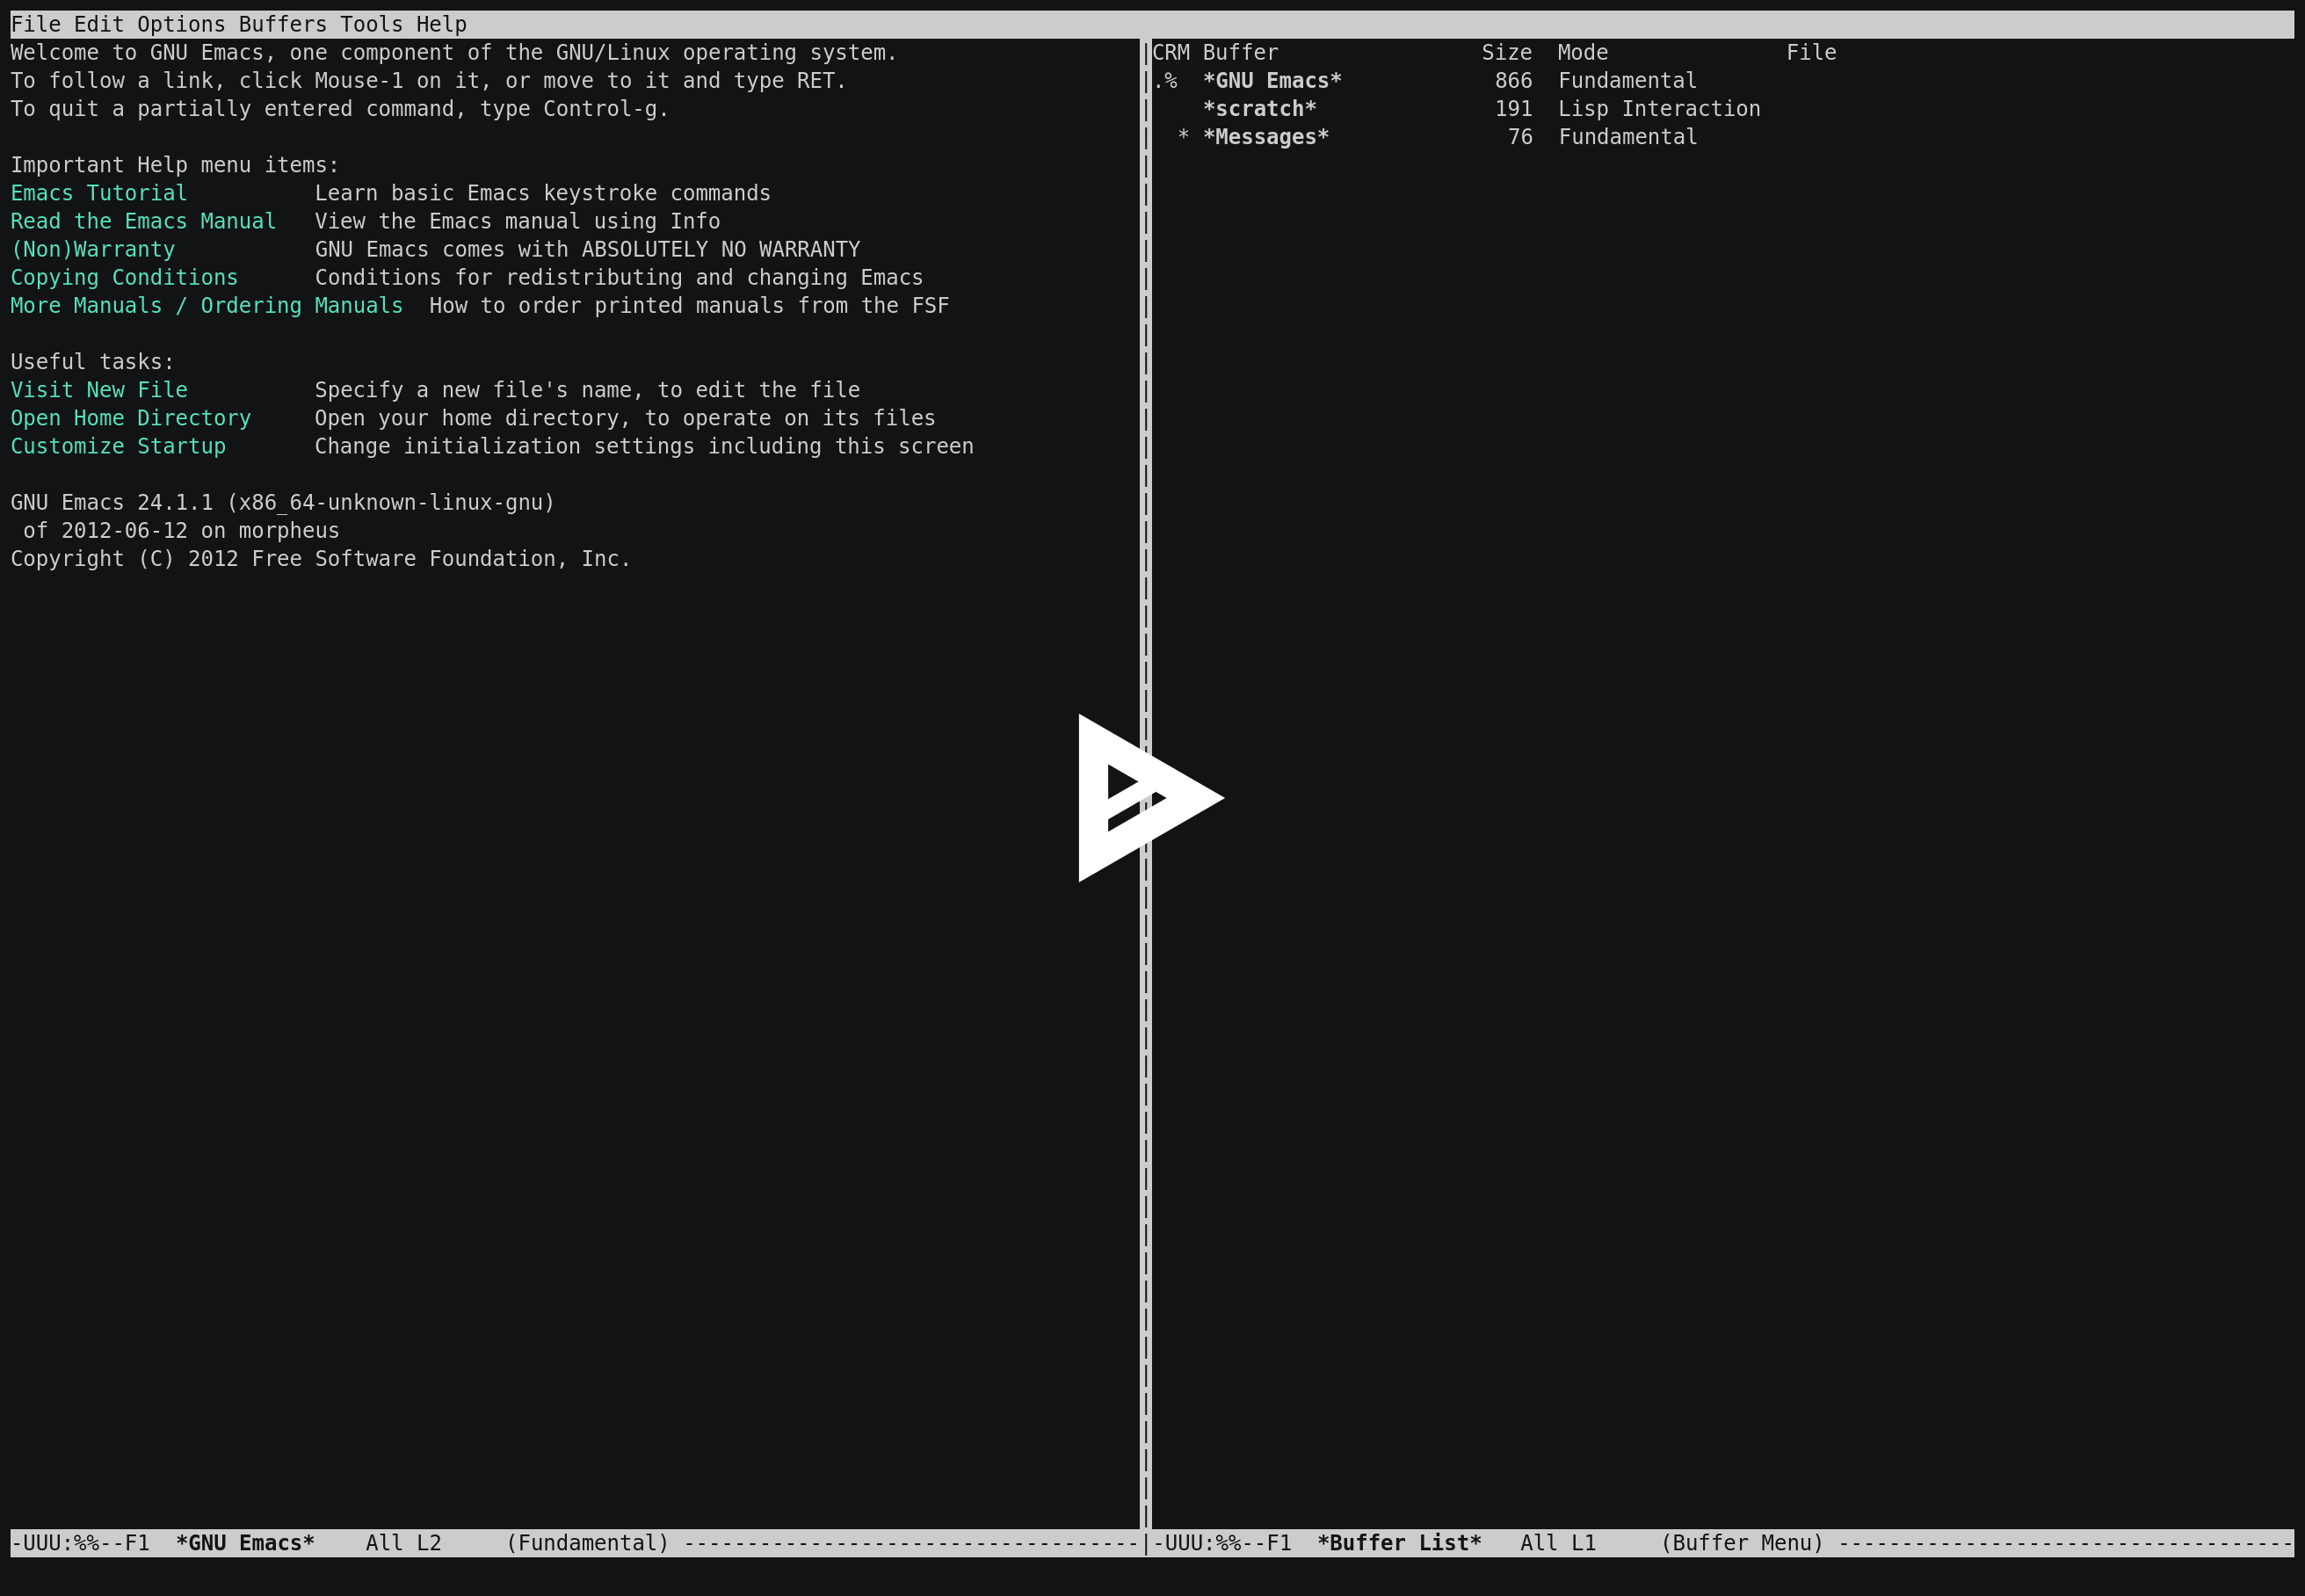 File Edit Options Buffers Tools Help
Welcome to GNU Emacs, one component of the GNU/Linux operating system.
To follow a link, click Mouse-1 on it, or move to it and type RET.
To quit a partially entered command, type Control-g.
Important Help menu items:
Emacs Tutorial          Learn basic Emacs keystroke commands
Read the Emacs Manual   View the Emacs manual using Info
(Non)Warranty           GNU Emacs comes with ABSOLUTELY NO WARRANTY
Copying Conditions      Conditions for redistributing and changing Emacs
More Manuals / Ordering Manuals  How to order printed manuals from the FSF
Useful tasks:
Visit New File          Specify a new file's name, to edit the file
Open Home Directory     Open your home directory, to operate on its files
Customize Startup       Change initialization settings including this screen
GNU Emacs 24.1.1 (x86_64-unknown-linux-gnu)
 of 2012-06-12 on morpheus
Copyright (C) 2012 Free Software Foundation, Inc.
CRM Buffer                Size  Mode              File
.%  *GNU Emacs*            866  Fundamental
    *scratch*              191  Lisp Interaction
  * *Messages*              76  Fundamental
-UUU:%%--F1  *GNU Emacs*    All L2     (Fundamental) ------------------------------------|-UUU:%%--F1  *Buffer List*   All L1     (Buffer Menu) ------------------------------------